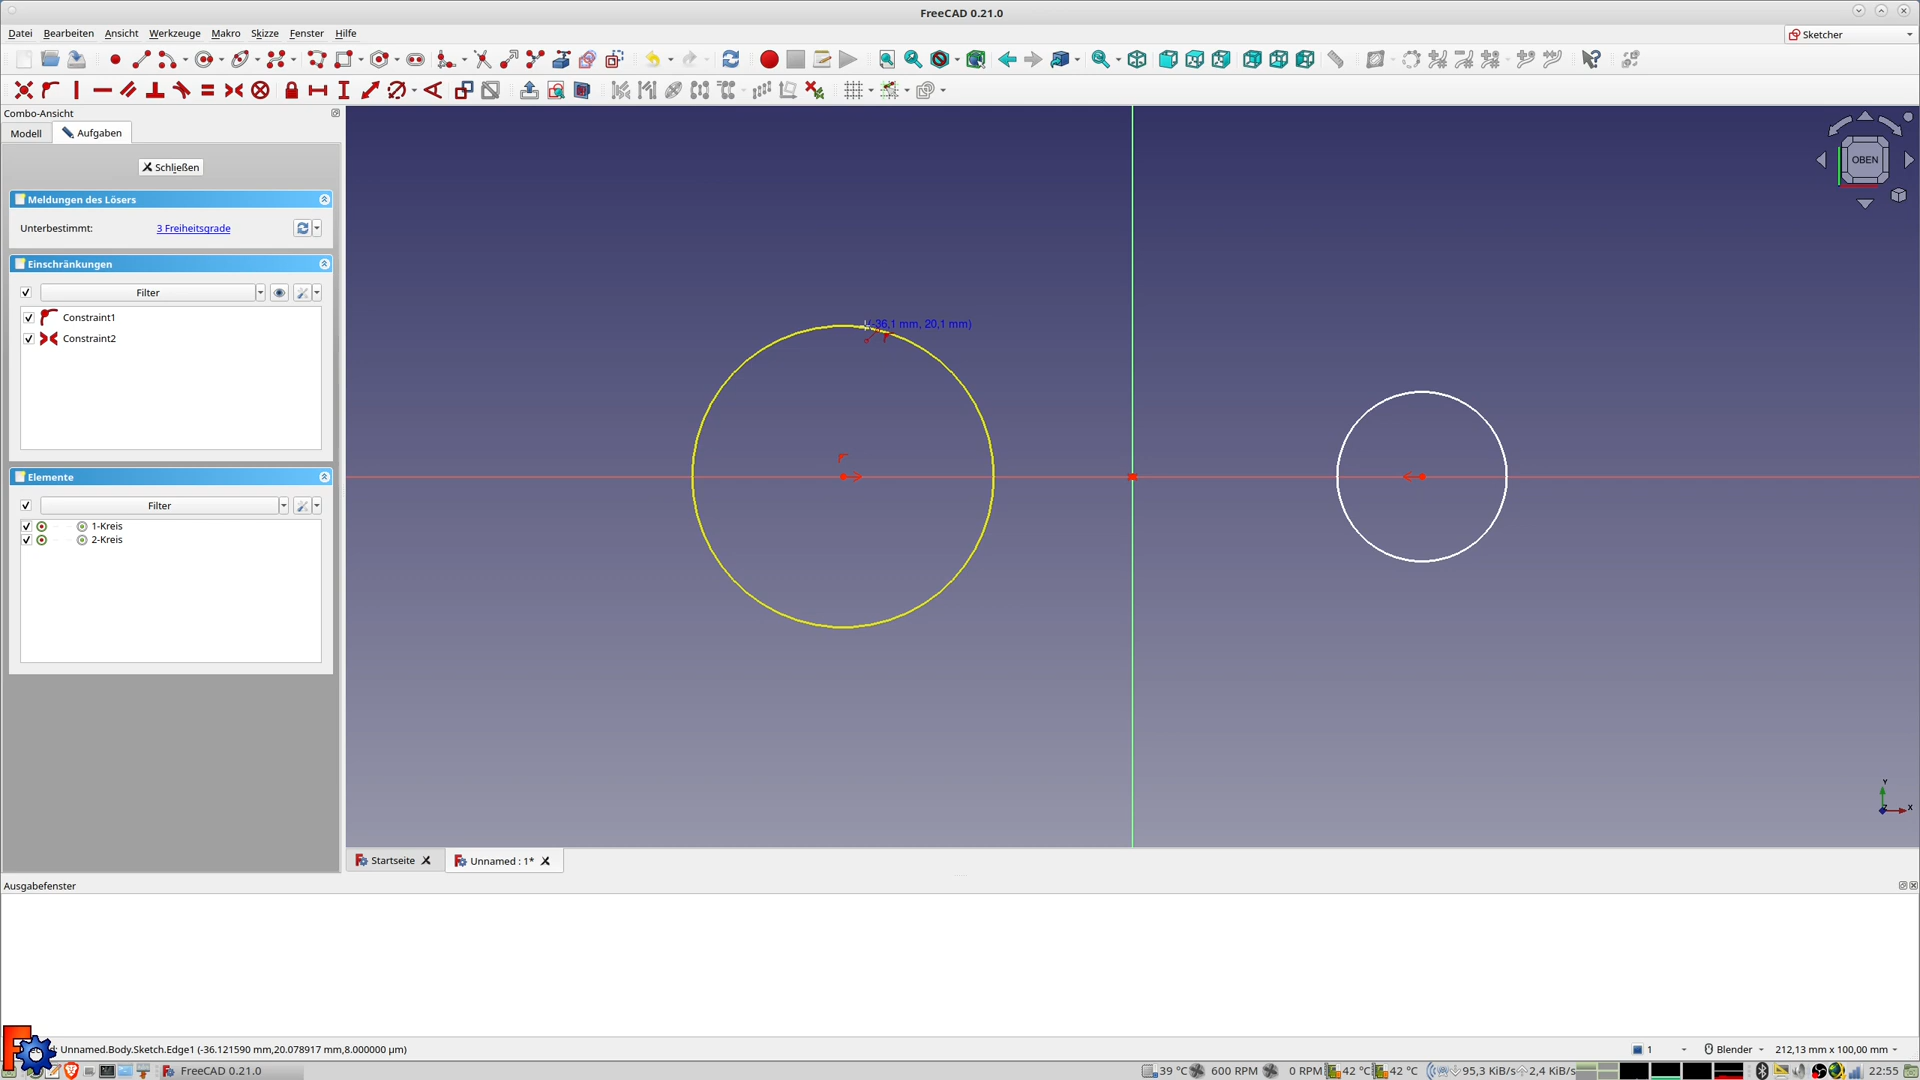 FreeCAD 0.21.0
Datei Bearbeiten Ansicht Werkzeuge Makro Skizze Fenster Hilfe
Sketcher
Combo-Ansicht
Modell Aufgaben
Schließen
Meldungen des Lösers
Unterbestimmt: 3 Freiheitsgrade
Einschränkungen
Filter
Constraint1
Constraint2
Elemente
Filter
1-Kreis
2-Kreis
(-36,1 mm, 20,1 mm)
OBEN
Y
X
Startseite
Unnamed : 1*
Ausgabefenster
Unnamed.Body.Sketch.Edge1 (-36.121590 mm,20.078917 mm,8.000000 µm)
1
Blender
212,13 mm x 100,00 mm
FreeCAD 0.21.0
39 °C 600 RPM 0 RPM 42 °C 42 °C 95,3 KiB/s 2,4 KiB/s 22:55